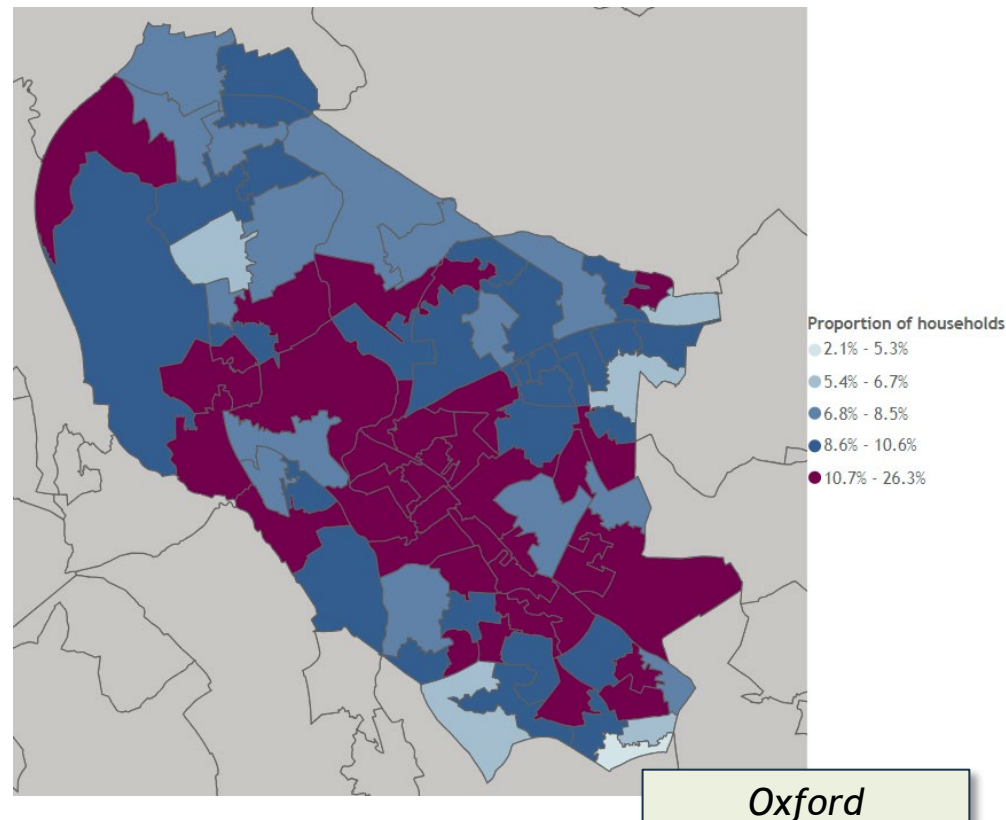 Proportion of households
2.1% - 5.3%
5.4% - 6.7%
6.8% - 8.5%
8.6% - 10.6%
10.7% - 26.3%
Oxford